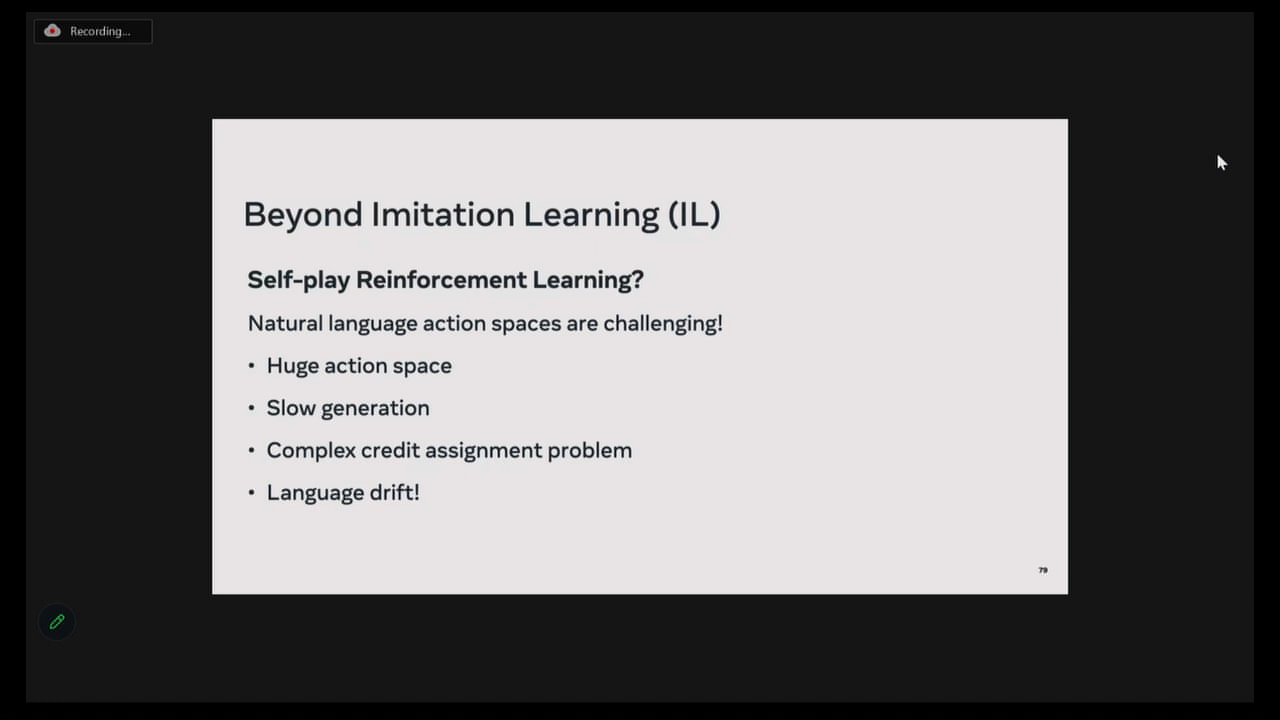 Recording...
Beyond Imitation Learning (IL)
Self-play Reinforcement Learning?
Natural language action spaces are challenging!
• Huge action space
• Slow generation
• Complex credit assignment problem
• Language drift!
79